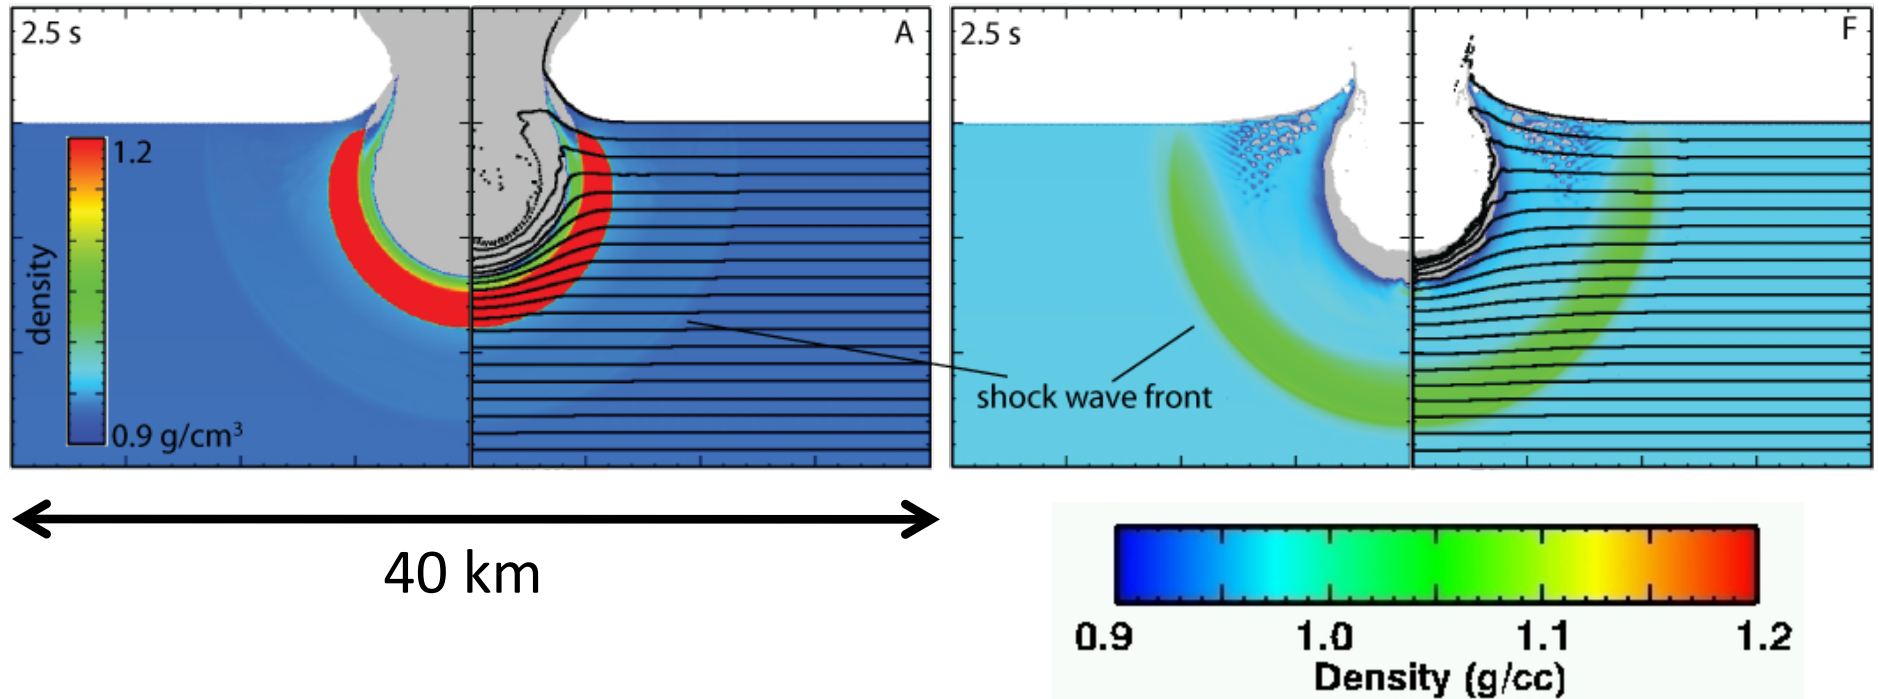 2.5 s
A
2.5 s
F
1.2
density
0.9 g/cm³
shock wave front
40 km
0.9 1.0 1.1 1.2
Density (g/cc)